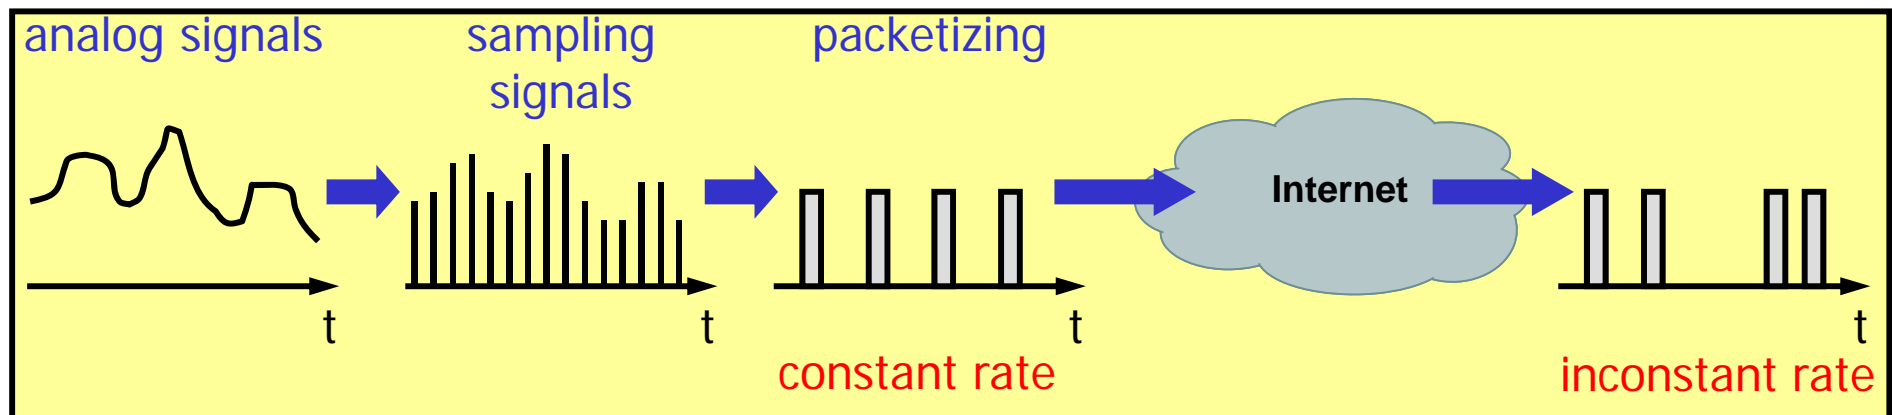 analog signals
sampling
signals
packetizing
Internet
t
t
t
t
constant rate
inconstant rate